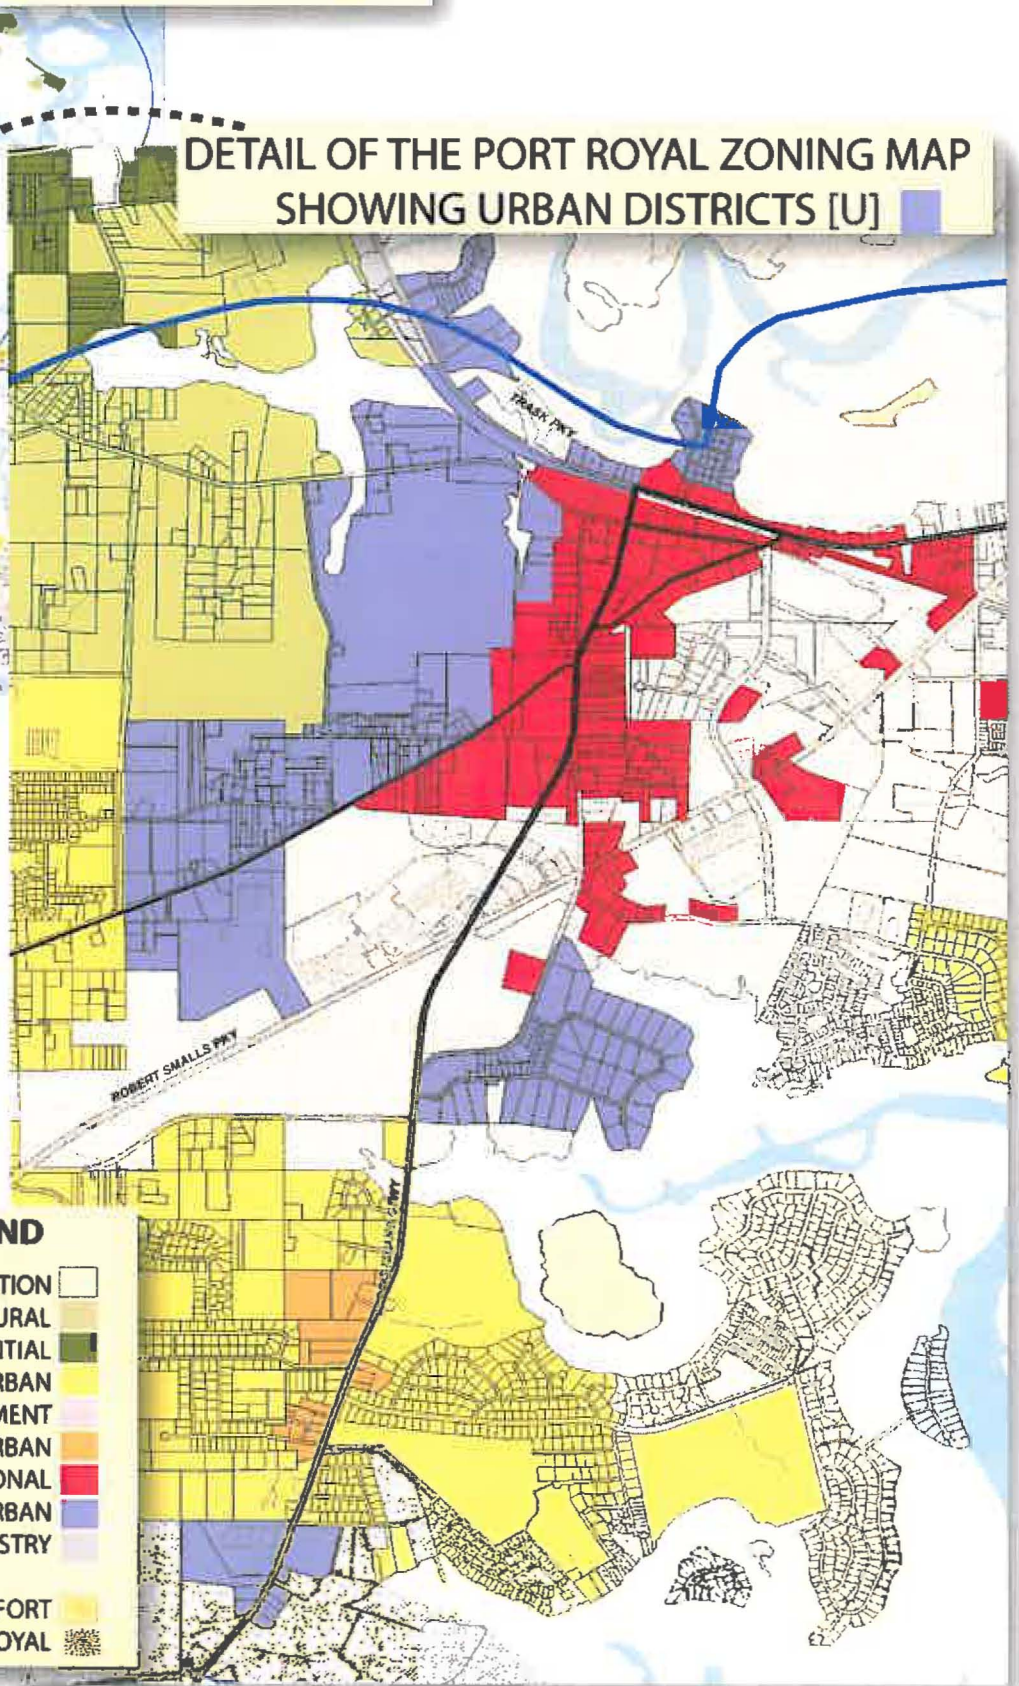 DETAIL OF THE PORT ROYAL ZONING MAP
SHOWING URBAN DISTRICTS [U]
TRASK PKY
ROBERT SMALLS PKY
ND
TION
URAL
NTIAL
RBAN
MENT
RBAN
ONAL
RBAN
STRY
FORT
OYAL